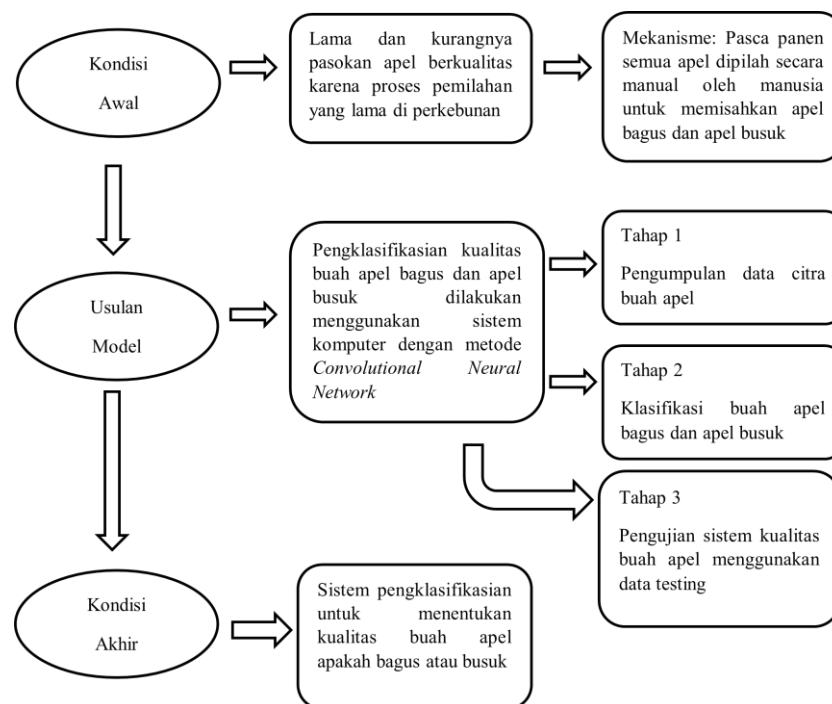 Kondisi
Awal
Lama dan kurangnya
pasokan apel berkualitas
karena proses pemilahan
yang lama di perkebunan
Mekanisme: Pasca panen
semua apel dipilah secara
manual oleh manusia
untuk memisahkan apel
bagus dan apel busuk
Usulan
Model
Pengklasifikasian kualitas
buah apel bagus dan apel
busuk dilakukan
menggunakan sistem
komputer dengan metode
Convolutional Neural
Network
Tahap 1
Pengumpulan data citra
buah apel
Tahap 2
Klasifikasi buah apel
bagus dan apel busuk
Tahap 3
Pengujian sistem kualitas
buah apel menggunakan
data testing
Kondisi
Akhir
Sistem pengklasifikasian
untuk menentukan
kualitas buah apel
apakah bagus atau busuk